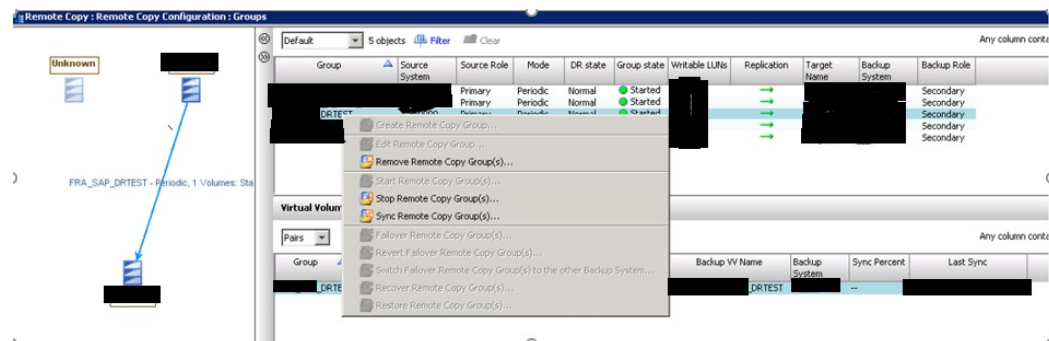 Remote Copy : Remote Copy Configuration : Groups
Default 5 objects Filter Clear Any column conta
Unknown
Group Source System Source Role Mode DR state Group state Writable LUNs Replication Target Name Backup System Backup Role
Primary Periodic Normal Started Secondary
Primary Periodic Normal Started Secondary
DRTEST Primary Periodic Normal Started Secondary
Secondary
Secondary
Create Remote Copy Group...
Edit Remote Copy Group...
Remove Remote Copy Group(s)...
Start Remote Copy Group(s)...
Stop Remote Copy Group(s)...
Sync Remote Copy Group(s)...
Failover Remote Copy Group(s)...
Revert Failover Remote Copy Group(s)...
Switch Failover Remote Copy Group(s) to the other Backup System...
Recover Remote Copy Group(s)...
Restore Remote Copy Group(s)...
FRA_SAP_DRTEST - Periodic, 1 Volumes: Sta
Virtual Volum
Pairs Any column conta
Group Backup VV Name Backup System Sync Percent Last Sync
_DRTE _DRTEST --